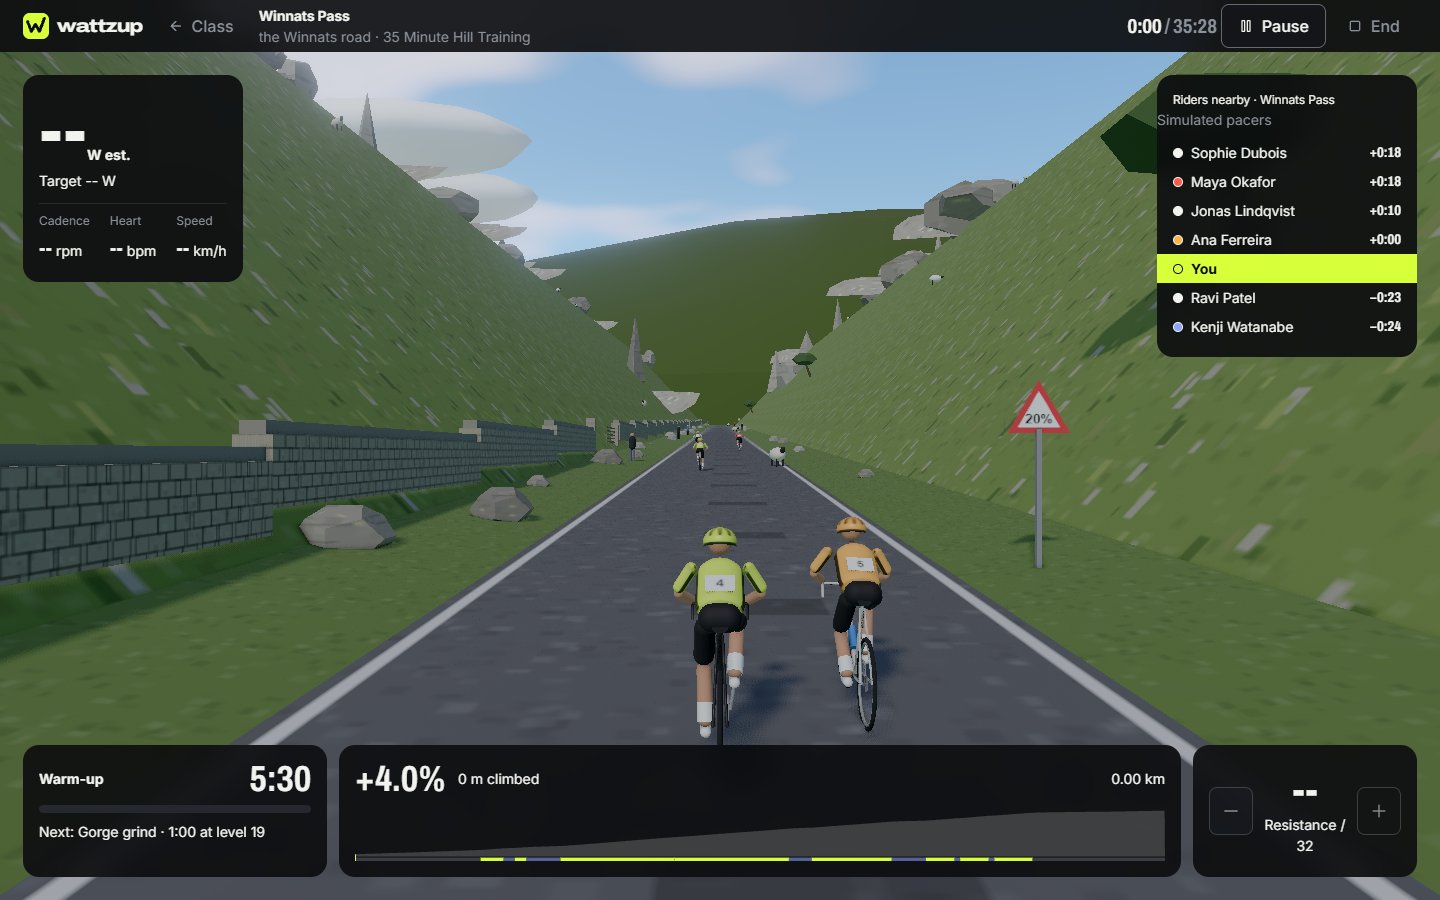 wattzup
← Class
Winnats Pass
the Winnats road · 35 Minute Hill Training
0:00 / 35:28
Pause
End
--
W est.
Target -- W
Cadence Heart Speed
-- rpm -- bpm -- km/h
Riders nearby · Winnats Pass
Simulated pacers
Sophie Dubois +0:18
Maya Okafor +0:18
Jonas Lindqvist +0:10
Ana Ferreira +0:00
You
Ravi Patel −0:23
Kenji Watanabe −0:24
20%
4
5
Warm-up 5:30
Next: Gorge grind · 1:00 at level 19
+4.0% 0 m climbed 0.00 km
−
--
+
Resistance /
32